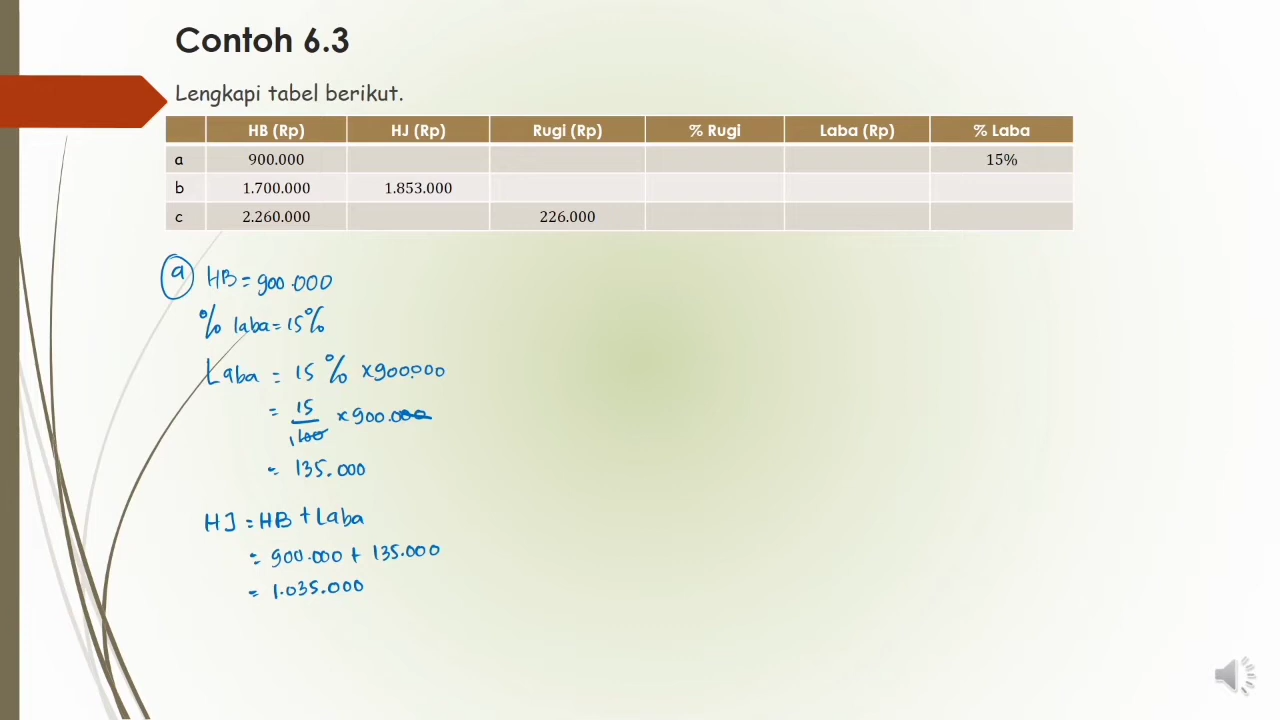 Contoh 6.3
Lengkapi tabel berikut.
HB (Rp) HJ (Rp) Rugi (Rp) % Rugi Laba (Rp) % Laba
a 900.000 15%
b 1.700.000 1.853.000
c 2.260.000 226.000
a HB = 900.000
% laba = 15%
Laba = 15 % x 900.000
= 15/100 x 900.000
= 135.000
HJ = HB + Laba
= 900.000 + 135.000
= 1.035.000